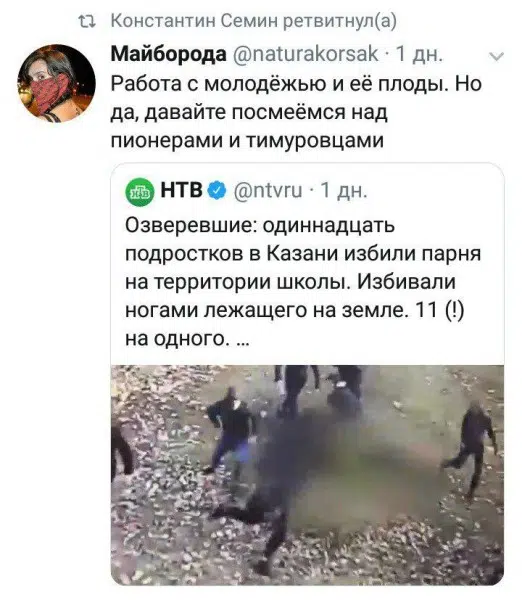 Константин Семин ретвитнул(а)
Майборода @naturakorsak · 1 дн.
Работа с молодёжью и её плоды. Но
да, давайте посмеёмся над
пионерами и тимуровцами
НТВ @ntvru · 1 дн.
Озверевшие: одиннадцать
подростков в Казани избили парня
на территории школы. Избивали
ногами лежащего на земле. 11 (!)
на одного. ...